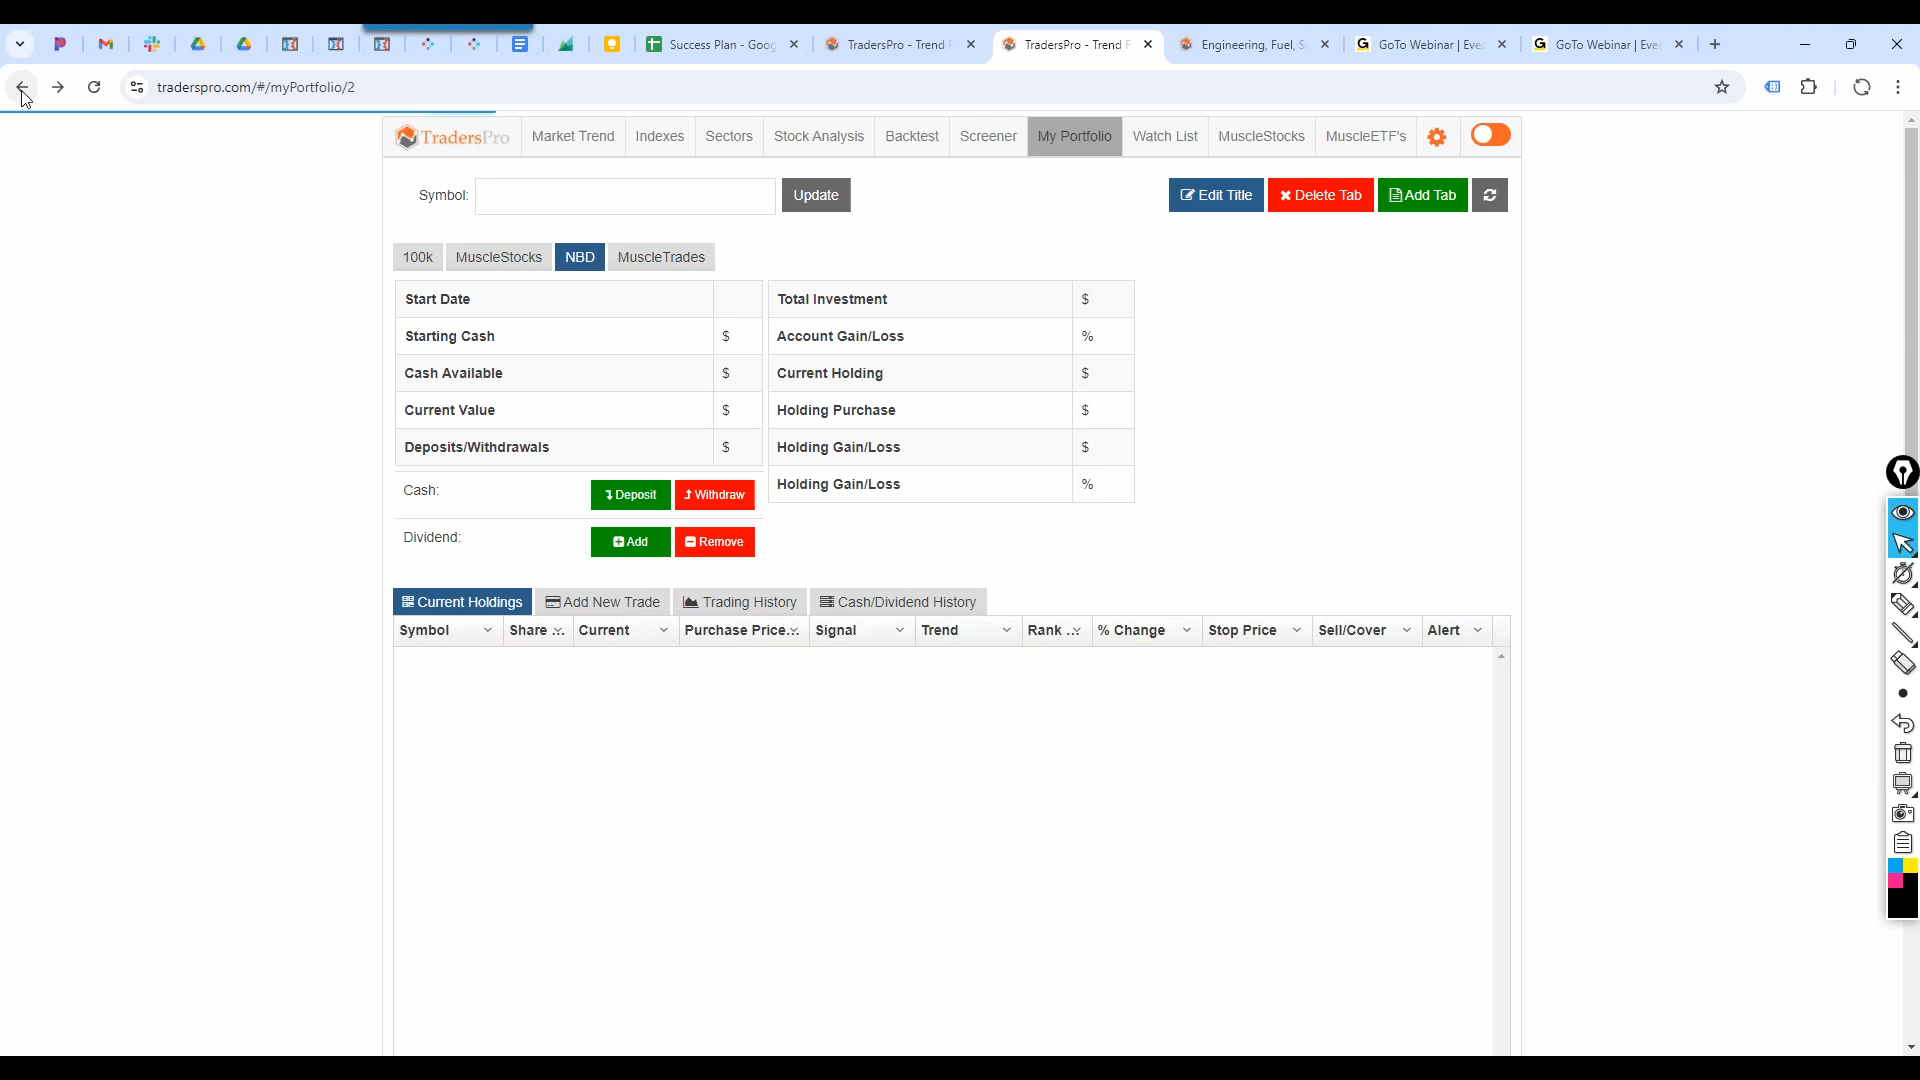 Success Plan - Goog
TradersPro - Trend F
TradersPro - Trend F
Engineering, Fuel, S
GoTo Webinar | Eve
GoTo Webinar | Eve
traderspro.com/#/myPortfolio/2
TradersPro Market Trend Indexes Sectors Stock Analysis Backtest Screener My Portfolio Watch List MuscleStocks MuscleETF's
Symbol: Update Edit Title Delete Tab Add Tab
100k MuscleStocks NBD MuscleTrades
Start Date Total Investment $
Starting Cash $ Account Gain/Loss %
Cash Available $ Current Holding $
Current Value $ Holding Purchase $
Deposits/Withdrawals $ Holding Gain/Loss $
Holding Gain/Loss %
Cash: Deposit Withdraw
Dividend: Add Remove
Current Holdings Add New Trade Trading History Cash/Dividend History
Symbol Share ... Current Purchase Price... Signal Trend Rank ... % Change Stop Price Sell/Cover Alert